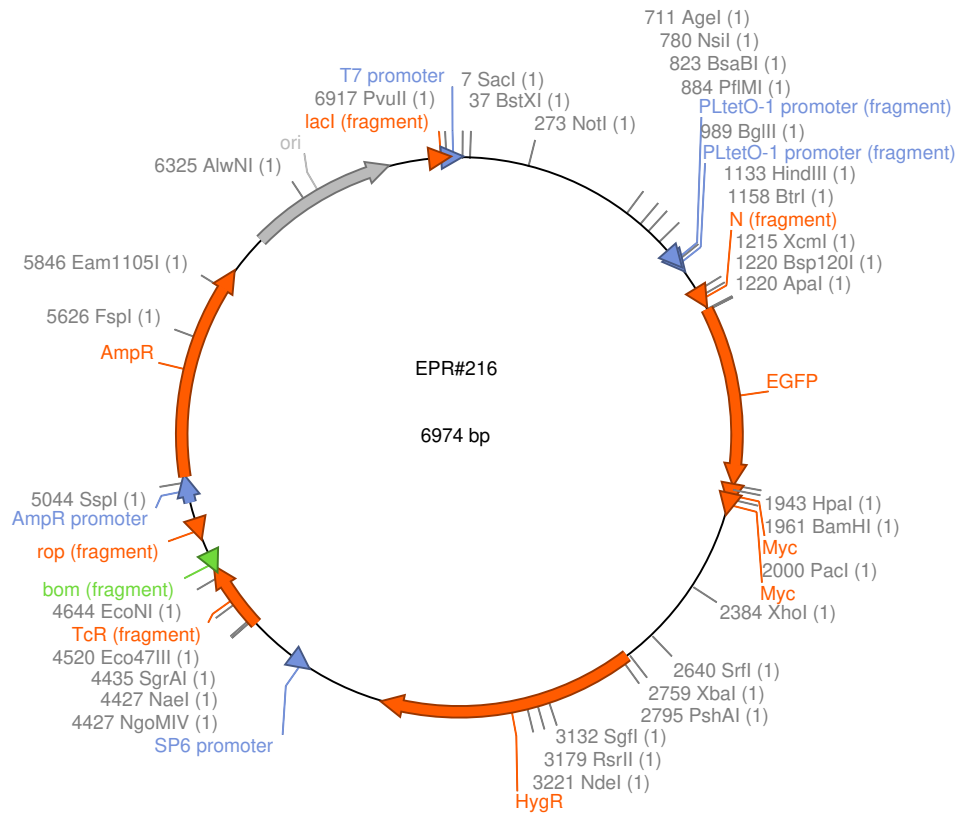 711 AgeI (1)
780 NsiI (1)
823 BsaBI (1)
884 PflMI (1)
PLtetO-1 promoter (fragment)
989 BglII (1)
PLtetO-1 promoter (fragment)
1133 HindIII (1)
1158 BtrI (1)
N (fragment)
1215 XcmI (1)
1220 Bsp120I (1)
1220 ApaI (1)
EGFP
1943 HpaI (1)
1961 BamHI (1)
Myc
2000 PacI (1)
Myc
2384 XhoI (1)
2640 SrfI (1)
2759 XbaI (1)
2795 PshAI (1)
3132 SgfI (1)
3179 RsrII (1)
3221 NdeI (1)
HygR
SP6 promoter
4427 NgoMIV (1)
4427 NaeI (1)
4435 SgrAI (1)
4520 Eco47III (1)
TcR (fragment)
4644 EcoNI (1)
bom (fragment)
rop (fragment)
AmpR promoter
5044 SspI (1)
AmpR
5626 FspI (1)
5846 Eam1105I (1)
6325 AlwNI (1)
ori
lacI (fragment)
6917 PvuII (1)
T7 promoter
7 SacI (1)
37 BstXI (1)
273 NotI (1)
EPR#216
6974 bp